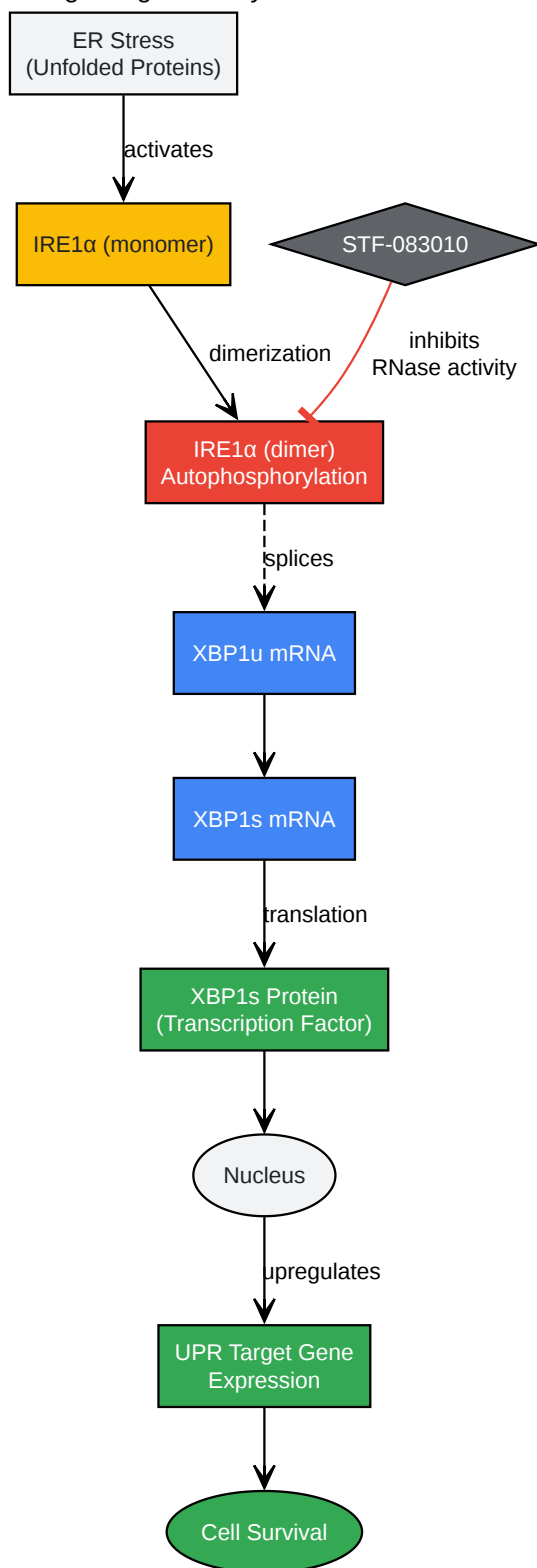 ER Stress
(Unfolded Proteins)
activates
IRE1α (monomer)
STF-083010
dimerization
inhibits
RNase activity
IRE1α (dimer)
Autophosphorylation
splices
XBP1u mRNA
XBP1s mRNA
translation
XBP1s Protein
(Transcription Factor)
Nucleus
upregulates
UPR Target Gene
Expression
Cell Survival